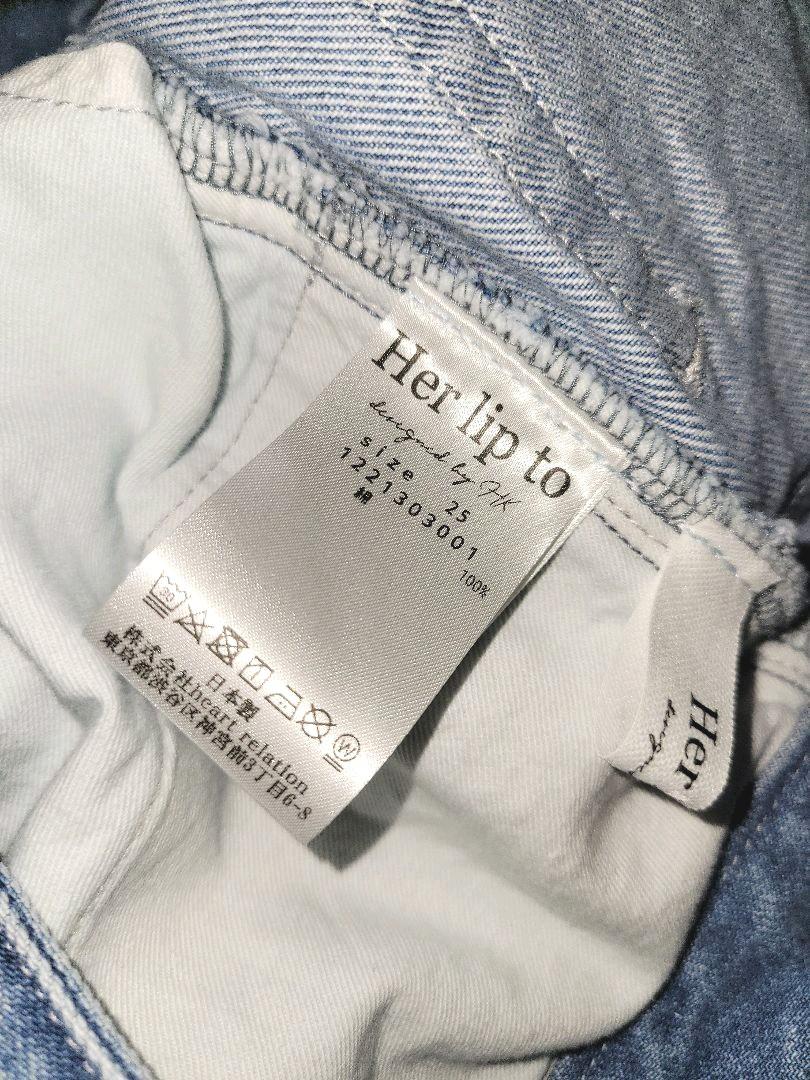 Her lip to
designed by HK
size 25
1221303001
綿 100%
30
W
日本製
株式会社heart relation
東京都渋谷区神宮前3丁目6-8
Her